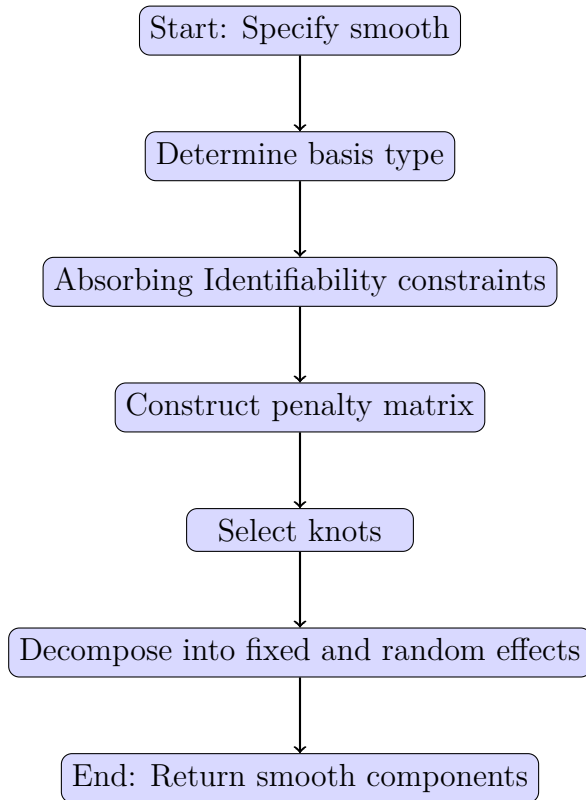 Start: Specify smooth
Determine basis type
Absorbing Identifiability constraints
Construct penalty matrix
Select knots
Decompose into fixed and random effects
End: Return smooth components